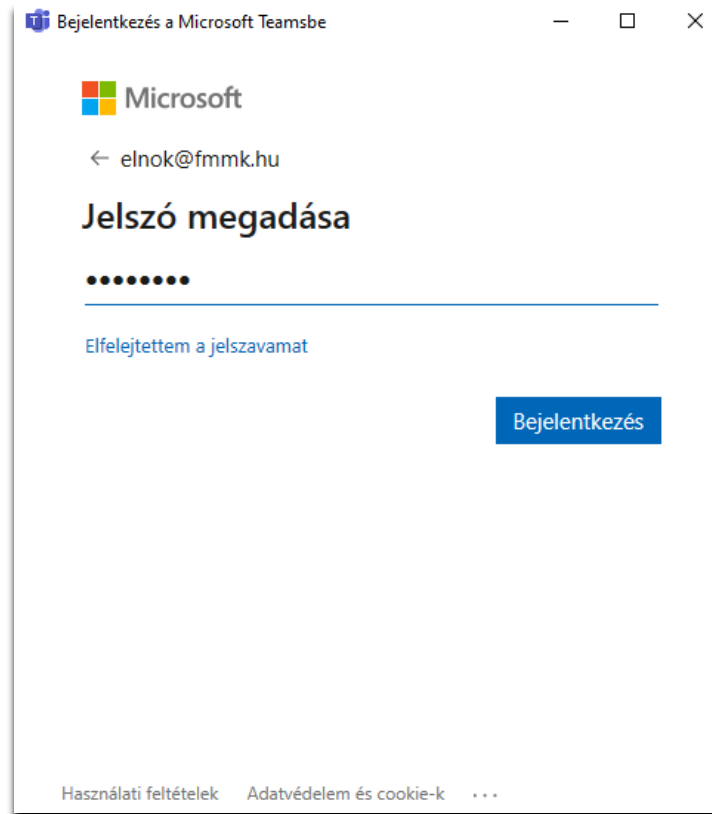 Bejelentkezés a Microsoft Teamsbe
Microsoft
← elnok@fmmk.hu
Jelszó megadása
••••••••
Elfelejtettem a jelszavamat
Bejelentkezés
Használati feltételek Adatvédelem és cookie-k ...